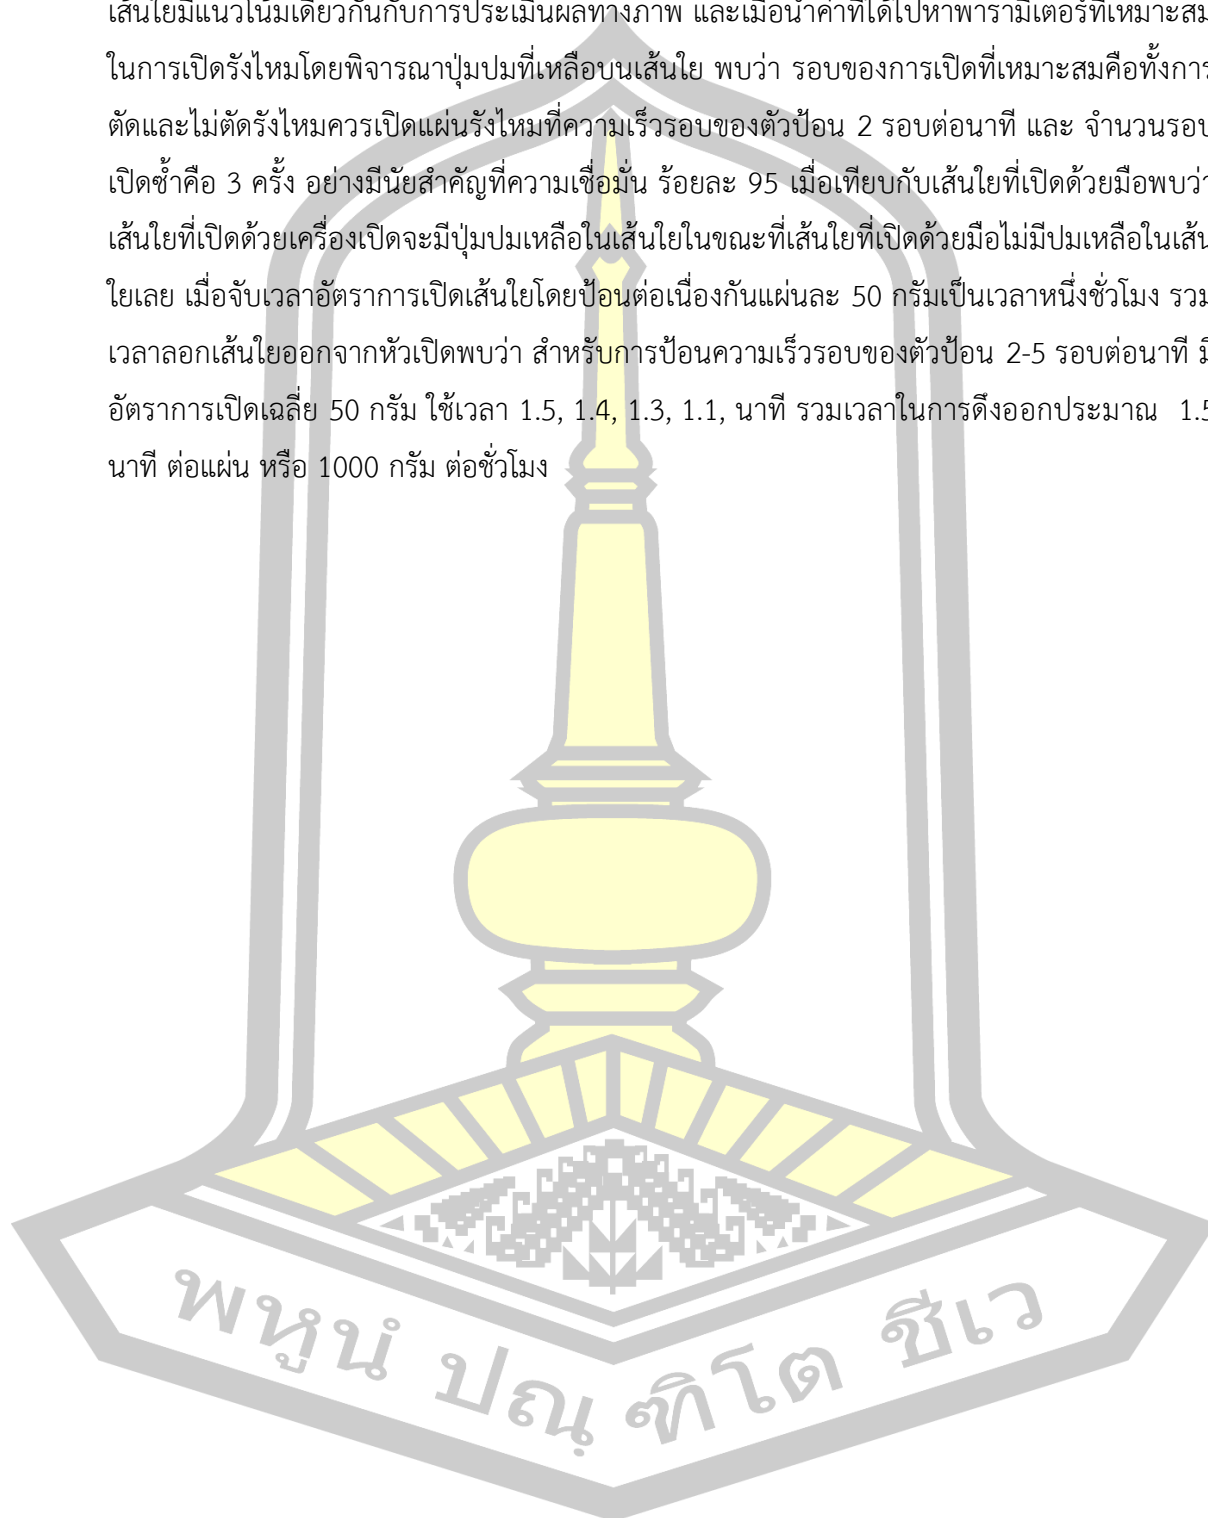 เส้นใยมีแนวโน้มเดียวกันกับการประเมินผลทางภาพ และเมื่อนำค่าที่ได้ไปหาพารามิเตอร์ที่เหมาะสม
ในการเปิดรังไหมโดยพิจารณาปุ่มปมที่เหลือบนเส้นใย พบว่า รอบของการเปิดที่เหมาะสมคือทั้งการ
ตัดและไม่ตัดรังไหมควรเปิดแผ่นรังไหมที่ความเร็วรอบของตัวป้อน 2 รอบต่อนาที และ จำนวนรอบ
เปิดซ้ำคือ 3 ครั้ง อย่างมีนัยสำคัญที่ความเชื่อมั่น ร้อยละ 95 เมื่อเทียบกับเส้นใยที่เปิดด้วยมือพบว่า
เส้นใยที่เปิดด้วยเครื่องเปิดจะมีปุ่มปมเหลือในเส้นใยในขณะที่เส้นใยที่เปิดด้วยมือไม่มีปมเหลือในเส้น
ใยเลย เมื่อจับเวลาอัตราการเปิดเส้นใยโดยป้อนต่อเนื่องกันแผ่นละ 50 กรัมเป็นเวลาหนึ่งชั่วโมง รวม
เวลาลอกเส้นใยออกจากหัวเปิดพบว่า สำหรับการป้อนความเร็วรอบของตัวป้อน 2-5 รอบต่อนาที มี
อัตราการเปิดเฉลี่ย 50 กรัม ใช้เวลา 1.5, 1.4, 1.3, 1.1, นาที รวมเวลาในการดึงออกประมาณ 1.5
นาที ต่อแผ่น หรือ 1000 กรัม ต่อชั่วโมง
พหูนํ ปณฺ ฑิโต ชีเว